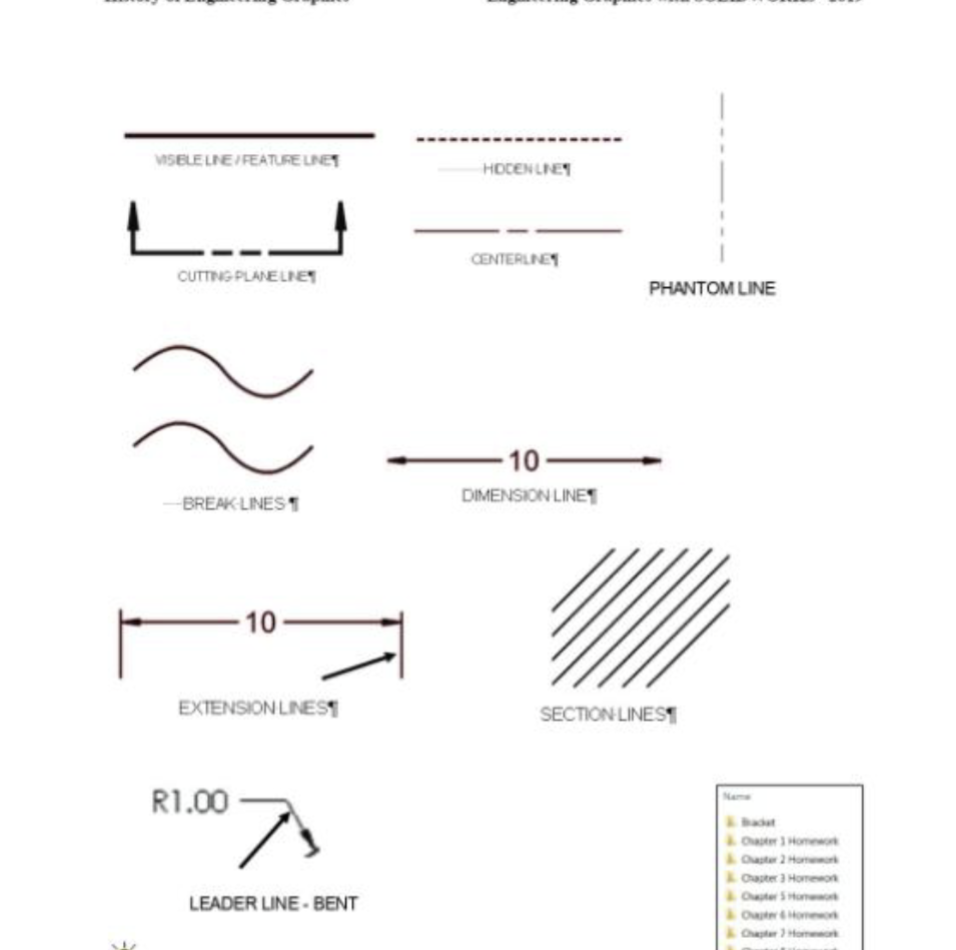 History of Engineering Graphics
Engineering Graphics with SOLIDWORKS 2019
VISIBLE LINE / FEATURE LINE¶
HIDDEN LINE¶
CUTTING-PLANE LINE¶
CENTERLINE¶
PHANTOM LINE
BREAK·LINES·¶
10
DIMENSION LINE¶
10
EXTENSION·LINES¶
SECTION·LINES¶
R1.00
LEADER LINE - BENT
Name
Bracket
Chapter 1 Homework
Chapter 2 Homework
Chapter 3 Homework
Chapter 5 Homework
Chapter 6 Homework
Chapter 7 Homework